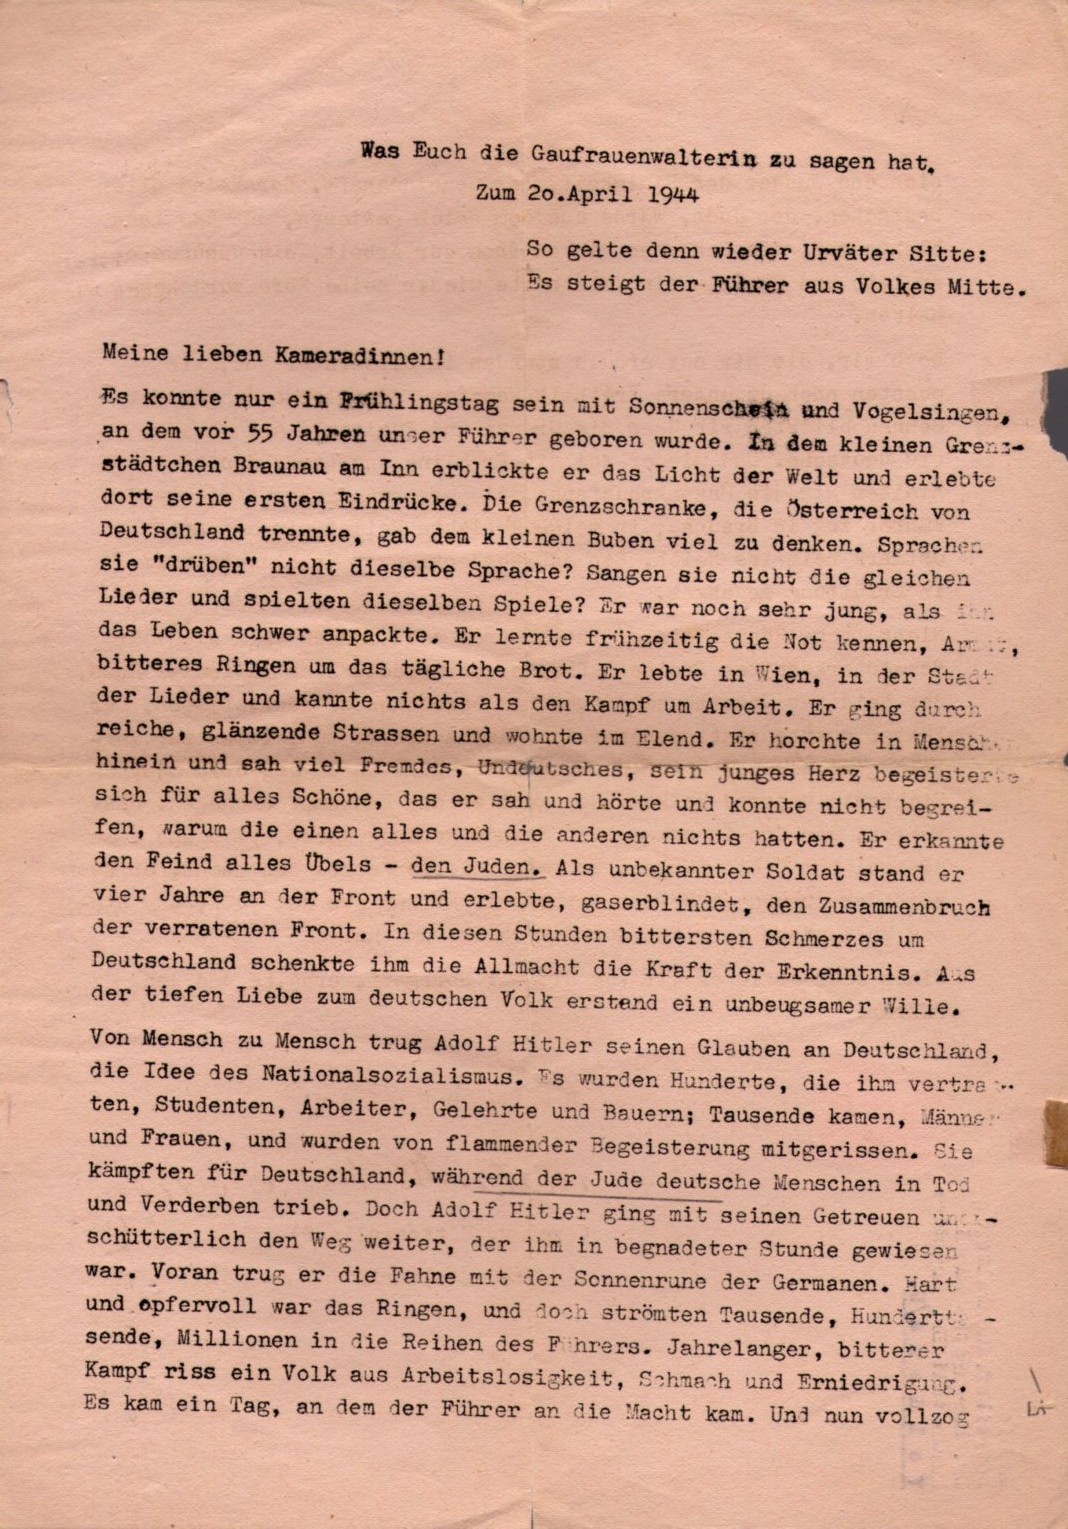 Was Euch die Gaufrauenwalterin zu sagen hat.
Zum 2o.April 1944
So gelte denn wieder Urväter Sitte:
Es steigt der Führer aus Volkes Mitte.
Meine lieben Kameradinnen!
Es konnte nur ein Frühlingstag sein mit Sonnenschein und Vogelsingen,
an dem vor 55 Jahren unser Führer geboren wurde. In dem kleinen Grenz-
städtchen Braunau am Inn erblickte er das Licht der Welt und erlebte
dort seine ersten Eindrücke. Die Grenzschranke, die Österreich von
Deutschland trennte, gab dem kleinen Buben viel zu denken. Sprachen
sie "drüben" nicht dieselbe Sprache? Sangen sie nicht die gleichen
Lieder und spielten dieselben Spiele? Er war noch sehr jung, als ihn
das Leben schwer anpackte. Er lernte frühzeitig die Not kennen,
bitteres Ringen um das tägliche Brot. Er lebte in Wien, in der Stadt
der Lieder und kannte nichts als den Kampf um Arbeit. Er ging durch
reiche, glänzende Strassen und wohnte im Elend. Er horchte in Menschen
hinein und sah viel Fremdes, Undeutsches, sein junges Herz begeisterte
sich für alles Schöne, das er sah und hörte und konnte nicht begrei-
fen, warum die einen alles und die anderen nichts hatten. Er erkannte
den Feind alles Übels - den Juden. Als unbekannter Soldat stand er
vier Jahre an der Front und erlebte, gaserblindet, den Zusammenbruch
der verratenen Front. In diesen Stunden bittersten Schmerzes um
Deutschland schenkte ihm die Allmacht die Kraft der Erkenntnis. Aus
der tiefen Liebe zum deutschen Volk erstand ein unbeugsamer Wille.
Von Mensch zu Mensch trug Adolf Hitler seinen Glauben an Deutschland,
die Idee des Nationalsozialismus. Es wurden Hunderte, die ihm vertrau-
ten, Studenten, Arbeiter, Gelehrte und Bauern; Tausende kamen, Männer
und Frauen, und wurden von flammender Begeisterung mitgerissen. Sie
kämpften für Deutschland, während der Jude deutsche Menschen in Tod
und Verderben trieb. Doch Adolf Hitler ging mit seinen Getreuen uner-
schütterlich den Weg weiter, der ihm in begnadeter Stunde gewiesen
war. Voran trug er die Fahne mit der Sonnenrune der Germanen. Hart
und opfervoll war das Ringen, und doch strömten Tausende, Hunderttau-
sende, Millionen in die Reihen des Führers. Jahrelanger, bitterer
Kampf riss ein Volk aus Arbeitslosigkeit, Schmach und Erniedrigung.
Es kam ein Tag, an dem der Führer an die Macht kam. Und nun vollzog